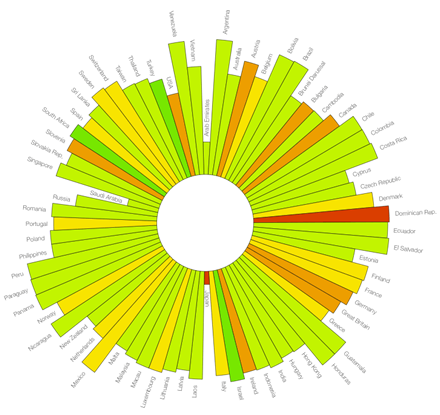 Argentina
Australia
Austria
Belgium
Bolivia
Brazil
Brunei Darussal
Bulgaria
Cambodia
Canada
Chile
Colombia
Costa Rica
Cyprus
Czech Republic
Denmark
Dominican Rep.
Ecuador
El Salvador
Estonia
Finland
France
Germany
Great Britain
Greece
Guatemala
Honduras
Hong Kong
Hungary
India
Indonesia
Ireland
Israel
Italy
Laos
Latvia
Lithuania
Luxembourg
Macau
Malaysia
Malta
Mexico
Netherlands
New Zealand
Nicaragua
Norway
Panama
Paraguay
Peru
Philippines
Poland
Portugal
Romania
Russia
Saudi Arabia
Singapore
Slovakia Rep.
Slovenia
South Africa
Spain
Sri Lanka
Sweden
Switzerland
Taiwan
Thailand
Turkey
USA
Venezuela
Vietnam
Arab Emirates